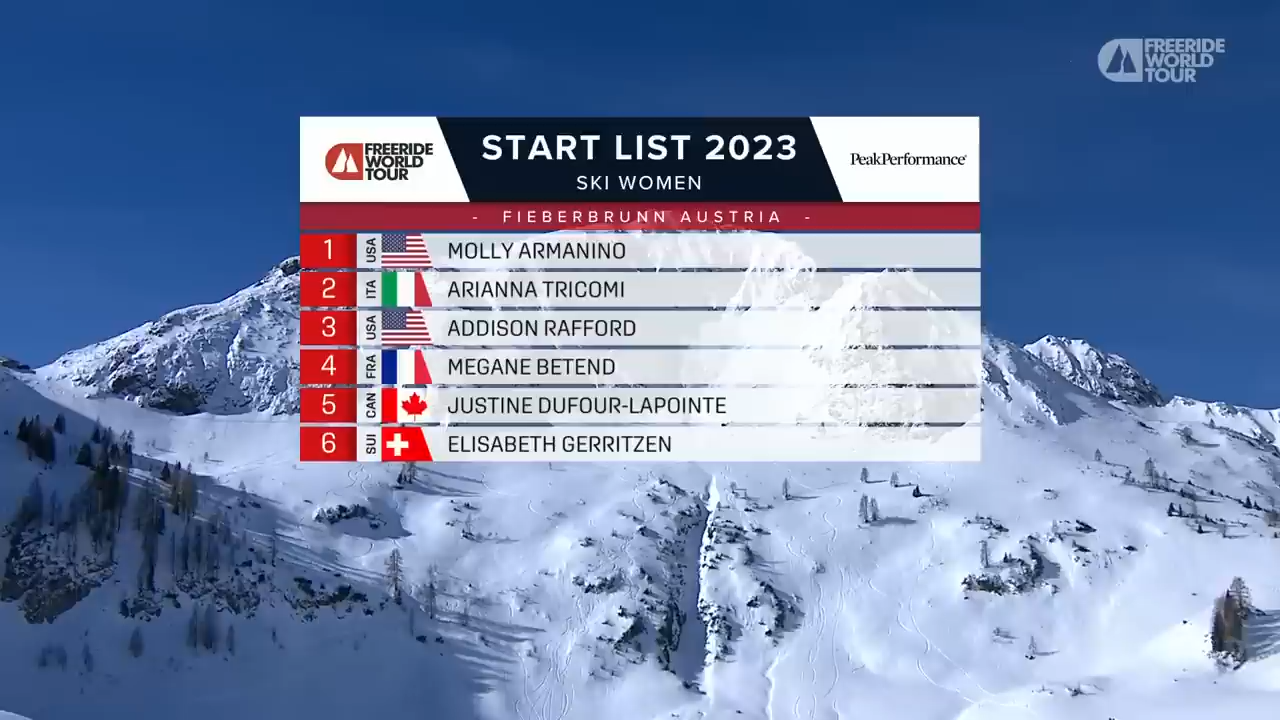 FREERIDE
WORLD
TOUR
FREERIDE
WORLD
TOUR
START LIST 2023
SKI WOMEN
PeakPerformance
- FIEBERBRUNN AUSTRIA -
1 USA MOLLY ARMANINO
2 ITA ARIANNA TRICOMI
3 USA ADDISON RAFFORD
4 FRA MEGANE BETEND
5 CAN JUSTINE DUFOUR-LAPOINTE
6 SUI ELISABETH GERRITZEN